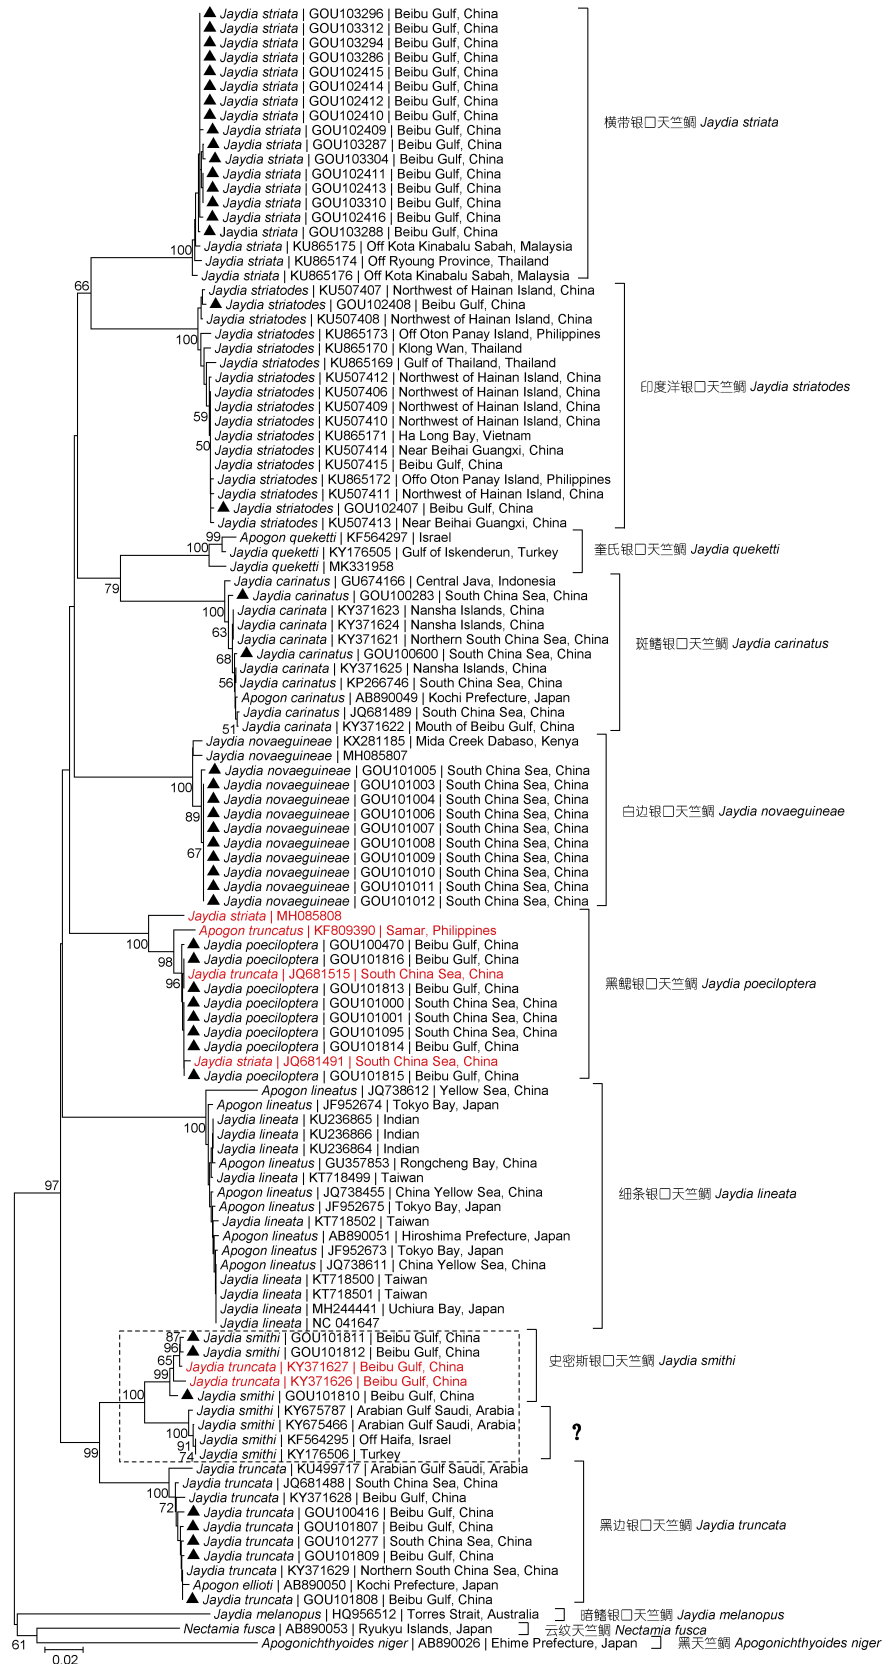 Jaydia striata | GOU103296 | Beibu Gulf, China
Jaydia striata | GOU103312 | Beibu Gulf, China
Jaydia striata | GOU103294 | Beibu Gulf, China
Jaydia striata | GOU103286 | Beibu Gulf, China
Jaydia striata | GOU102415 | Beibu Gulf, China
Jaydia striata | GOU102414 | Beibu Gulf, China
Jaydia striata | GOU102412 | Beibu Gulf, China
Jaydia striata | GOU102410 | Beibu Gulf, China
横带银口天竺鲷 Jaydia striata
Jaydia striata | GOU102409 | Beibu Gulf, China
Jaydia striata | GOU103287 | Beibu Gulf, China
Jaydia striata | GOU103304 | Beibu Gulf, China
Jaydia striata | GOU102411 | Beibu Gulf, China
Jaydia striata | GOU102413 | Beibu Gulf, China
Jaydia striata | GOU103310 | Beibu Gulf, China
Jaydia striata | GOU102416 | Beibu Gulf, China
Jaydia striata | GOU103288 | Beibu Gulf, China
100 Jaydia striata | KU865175 | Off Kota Kinabalu Sabah, Malaysia
Jaydia striata | KU865174 | Off Ryoung Province, Thailand
Jaydia striata | KU865176 | Off Kota Kinabalu Sabah, Malaysia
66
Jaydia striatodes | KU507407 | Northwest of Hainan Island, China
Jaydia striatodes | GOU102408 | Beibu Gulf, China
Jaydia striatodes | KU507408 | Northwest of Hainan Island, China
100
Jaydia striatodes | KU865173 | Off Oton Panay Island, Philippines
Jaydia striatodes | KU865170 | Klong Wan, Thailand
Jaydia striatodes | KU865169 | Gulf of Thailand, Thailand
Jaydia striatodes | KU507412 | Northwest of Hainan Island, China
印度洋银口天竺鲷 Jaydia striatodes
Jaydia striatodes | KU507406 | Northwest of Hainan Island, China
Jaydia striatodes | KU507409 | Northwest of Hainan Island, China
59
Jaydia striatodes | KU507410 | Northwest of Hainan Island, China
Jaydia striatodes | KU865171 | Ha Long Bay, Vietnam
50
Jaydia striatodes | KU507414 | Near Beihai Guangxi, China
Jaydia striatodes | KU507415 | Beibu Gulf, China
Jaydia striatodes | KU865172 | Offo Oton Panay Island, Philippines
Jaydia striatodes | KU507411 | Northwest of Hainan Island, China
Jaydia striatodes | GOU102407 | Beibu Gulf, China
Jaydia striatodes | KU507413 | Near Beihai Guangxi, China
99 Apogon queketti | KF564297 | Israel
100 Jaydia queketti | KY176505 | Gulf of Iskenderun, Turkey
奎氏银口天竺鲷 Jaydia queketti
Jaydia queketti | MK331958
79
Jaydia carinatus | GU674166 | Central Java, Indonesia
Jaydia carinatus | GOU100283 | South China Sea, China
100 Jaydia carinata | KY371623 | Nansha Islands, China
Jaydia carinata | KY371624 | Nansha Islands, China
63
Jaydia carinata | KY371621 | Northern South China Sea, China
斑鳍银口天竺鲷 Jaydia carinatus
68 Jaydia carinatus | GOU100600 | South China Sea, China
Jaydia carinata | KY371625 | Nansha Islands, China
56 Jaydia carinatus | KP266746 | South China Sea, China
Apogon carinatus | AB890049 | Kochi Prefecture, Japan
Jaydia carinatus | JQ681489 | South China Sea, China
51 Jaydia carinata | KY371622 | Mouth of Beibu Gulf, China
Jaydia novaeguineae | KX281185 | Mida Creek Dabaso, Kenya
Jaydia novaeguineae | MH085807
Jaydia novaeguineae | GOU101005 | South China Sea, China
100
Jaydia novaeguineae | GOU101003 | South China Sea, China
Jaydia novaeguineae | GOU101004 | South China Sea, China
89 Jaydia novaeguineae | GOU101006 | South China Sea, China
白边银口天竺鲷 Jaydia novaeguineae
Jaydia novaeguineae | GOU101007 | South China Sea, China
Jaydia novaeguineae | GOU101008 | South China Sea, China
67
Jaydia novaeguineae | GOU101009 | South China Sea, China
Jaydia novaeguineae | GOU101010 | South China Sea, China
Jaydia novaeguineae | GOU101011 | South China Sea, China
Jaydia novaeguineae | GOU101012 | South China Sea, China
Jaydia striata | MH085808
Apogon truncatus | KF809390 | Samar, Philippines
100 Jaydia poeciloptera | GOU100470 | Beibu Gulf, China
98 Jaydia poeciloptera | GOU101816 | Beibu Gulf, China
Jaydia truncata | JQ681515 | South China Sea, China
96
黑鳃银口天竺鲷 Jaydia poeciloptera
Jaydia poeciloptera | GOU101813 | Beibu Gulf, China
Jaydia poeciloptera | GOU101000 | South China Sea, China
Jaydia poeciloptera | GOU101001 | South China Sea, China
Jaydia poeciloptera | GOU101095 | South China Sea, China
Jaydia poeciloptera | GOU101814 | Beibu Gulf, China
Jaydia striata | JQ681491 | South China Sea, China
Jaydia poeciloptera | GOU101815 | Beibu Gulf, China
Apogon lineatus | JQ738612 | Yellow Sea, China
Apogon lineatus | JF952674 | Tokyo Bay, Japan
Jaydia lineata | KU236865 | Indian
100
Jaydia lineata | KU236866 | Indian
Jaydia lineata | KU236864 | Indian
Apogon lineatus | GU357853 | Rongcheng Bay, China
Jaydia lineata | KT718499 | Taiwan
97
Apogon lineatus | JQ738455 | China Yellow Sea, China
细条银口天竺鲷 Jaydia lineata
Apogon lineatus | JF952675 | Tokyo Bay, Japan
Jaydia lineata | KT718502 | Taiwan
Apogon lineatus | AB890051 | Hiroshima Prefecture, Japan
Apogon lineatus | JF952673 | Tokyo Bay, Japan
Apogon lineatus | JQ738611 | China Yellow Sea, China
Jaydia lineata | KT718500 | Taiwan
Jaydia lineata | KT718501 | Taiwan
Jaydia lineata | MH244441 | Uchiura Bay, Japan
Jaydia lineata | NC 041647
87 Jaydia smithi | GOU101811 | Beibu Gulf, China
96 Jaydia smithi | GOU101812 | Beibu Gulf, China
65
史密斯银口天竺鲷 Jaydia smithi
Jaydia truncata | KY371627 | Beibu Gulf, China
99
Jaydia truncata | KY371626 | Beibu Gulf, China
100 Jaydia smithi | GOU101810 | Beibu Gulf, China
Jaydia smithi | KY675787 | Arabian Gulf Saudi, Arabia
Jaydia smithi | KY675466 | Arabian Gulf Saudi, Arabia
?
100
Jaydia smithi | KF564295 | Off Haifa, Israel
91
74 Jaydia smithi | KY176506 | Turkey
99
Jaydia truncata | KU499717 | Arabian Gulf Saudi, Arabia
Jaydia truncata | JQ681488 | South China Sea, China
100
Jaydia truncata | KY371628 | Beibu Gulf, China
72
Jaydia truncata | GOU100416 | Beibu Gulf, China
Jaydia truncata | GOU101807 | Beibu Gulf, China
黑边银口天竺鲷 Jaydia truncata
Jaydia truncata | GOU101277 | South China Sea, China
Jaydia truncata | GOU101809 | Beibu Gulf, China
Jaydia truncata | KY371629 | Northern South China Sea, China
Apogon ellioti | AB890050 | Kochi Prefecture, Japan
Jaydia truncata | GOU101808 | Beibu Gulf, China
Jaydia melanopus | HQ956512 | Torres Strait, Australia
暗鳍银口天竺鲷 Jaydia melanopus
Nectamia fusca | AB890053 | Ryukyu Islands, Japan
云纹天竺鲷 Nectamia fusca
61
Apogonichthyoides niger | AB890026 | Ehime Prefecture, Japan
黑天竺鲷 Apogonichthyoides niger
0.02